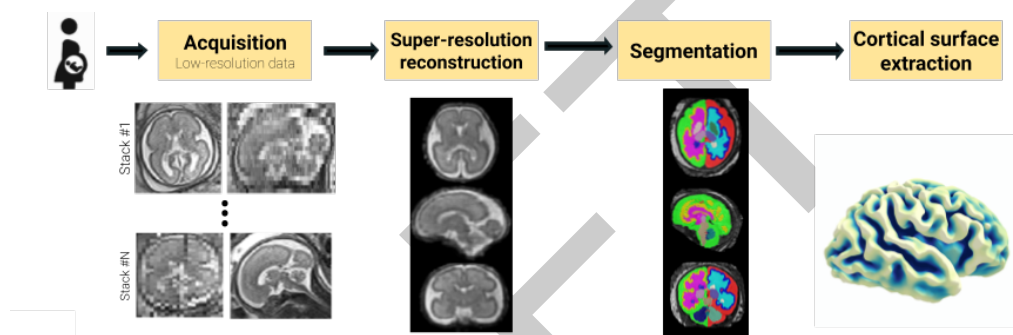 Acquisition
Low-resolution data
Super-resolution
reconstruction
Segmentation
Cortical surface
extraction
Stack #1
Stack #N